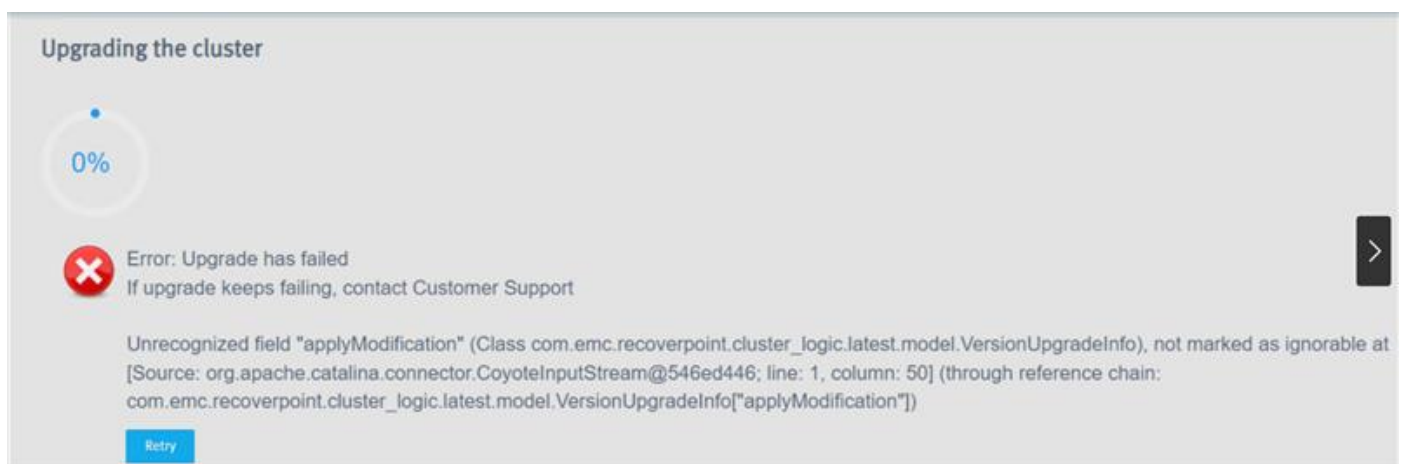 Upgrading the cluster
0%
Error: Upgrade has failed
If upgrade keeps failing, contact Customer Support
Unrecognized field "applyModification" (Class com.emc.recoverpoint.cluster_logic.latest.model.VersionUpgradeInfo), not marked as ignorable at
[Source: org.apache.catalina.connector.CoyoteInputStream@546ed446; line: 1, column: 50] (through reference chain:
com.emc.recoverpoint.cluster_logic.latest.model.VersionUpgradeInfo["applyModification"])
Retry